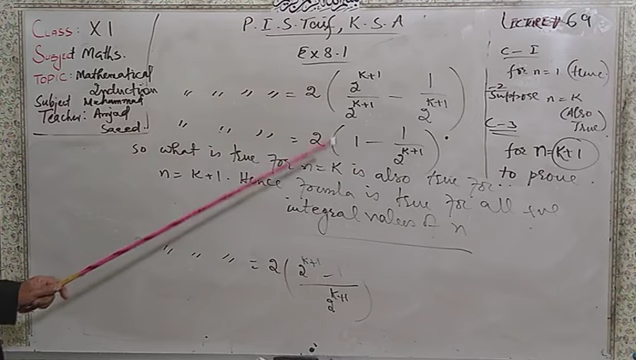 Class: XI
Subject Maths.
TOPIC: Mathematical
Induction
Subject Muhammad
Teacher: Amjad
Saeed
P.I.S. Taif, K.S.A
Ex 8.1
" " " " = 2 ( 2^{K+1} / 2^{K+1} - 1 / 2^{K+1} )
" " " = 2 ( 1 - 1 / 2^{K+1} ).
so what is true for n = K is also true for..
n = K+1. Hence formula is true for all +ve
integral values of n
" " " = 2 ( 2^{K+1} - 1 / 2^{K+1} )
LECTURE# 69
C-I
for n=1 (true)
C-2
Suppose n=K
(Also
True)
C-3
for n=K+1
to prove.